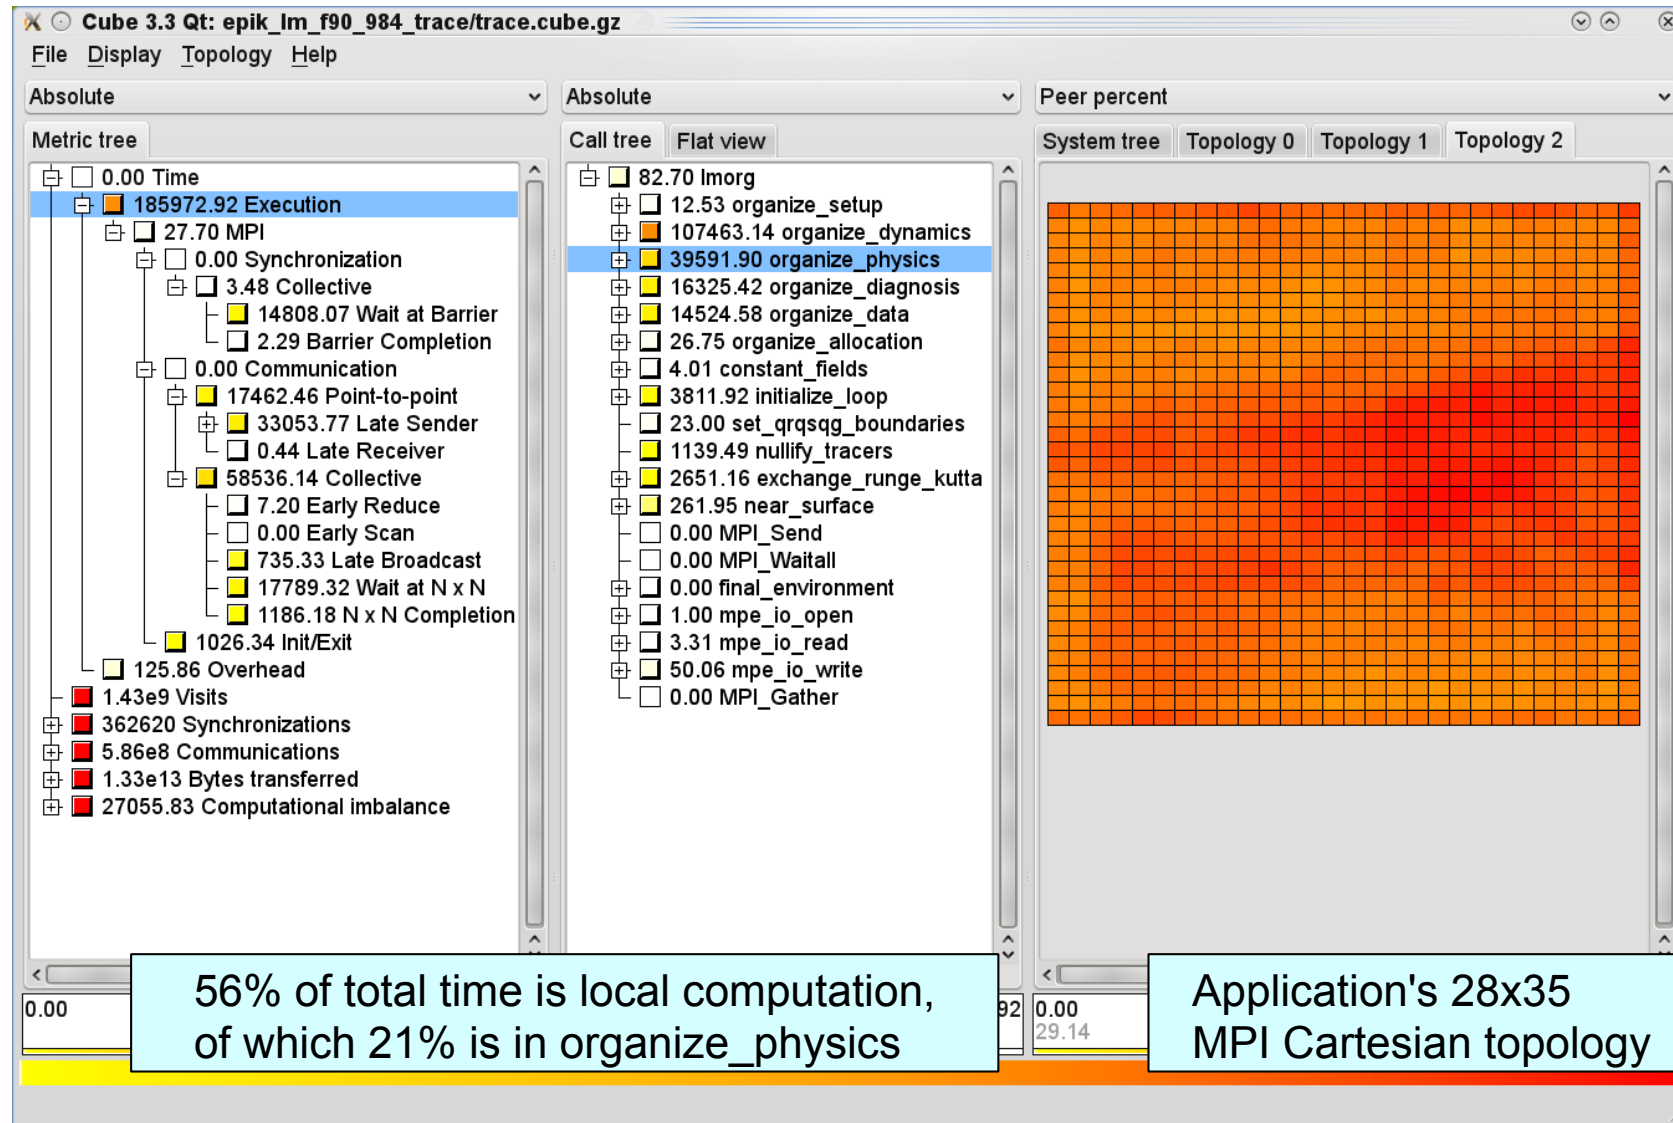 Cube 3.3 Qt: epik_lm_f90_984_trace/trace.cube.gz
File Display Topology Help
Absolute
Absolute
Peer percent
Metric tree
Call tree Flat view
System tree Topology 0 Topology 1 Topology 2
0.00 Time
185972.92 Execution
27.70 MPI
0.00 Synchronization
3.48 Collective
14808.07 Wait at Barrier
2.29 Barrier Completion
0.00 Communication
17462.46 Point-to-point
33053.77 Late Sender
0.44 Late Receiver
58536.14 Collective
7.20 Early Reduce
0.00 Early Scan
735.33 Late Broadcast
17789.32 Wait at N x N
1186.18 N x N Completion
1026.34 Init/Exit
125.86 Overhead
1.43e9 Visits
362620 Synchronizations
5.86e8 Communications
1.33e13 Bytes transferred
27055.83 Computational imbalance
82.70 lmorg
12.53 organize_setup
107463.14 organize_dynamics
39591.90 organize_physics
16325.42 organize_diagnosis
14524.58 organize_data
26.75 organize_allocation
4.01 constant_fields
3811.92 initialize_loop
23.00 set_qrqsqg_boundaries
1139.49 nullify_tracers
2651.16 exchange_runge_kutta
261.95 near_surface
0.00 MPI_Send
0.00 MPI_Waitall
0.00 final_environment
1.00 mpe_io_open
3.31 mpe_io_read
50.06 mpe_io_write
0.00 MPI_Gather
0.00
92
0.00
29.14
56% of total time is local computation,
of which 21% is in organize_physics
Application's 28x35
MPI Cartesian topology